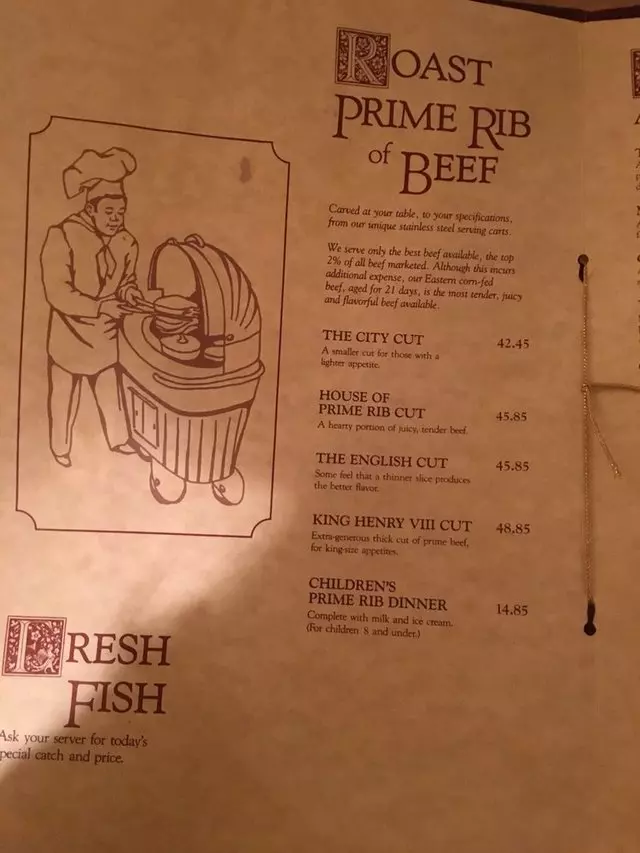 ROAST
PRIME RIB
of BEEF
Carved at your table, to your specifications,
from our unique stainless steel serving carts.
We serve only the best beef available, the top
2% of all beef marketed. Although this incurs
additional expense, our Eastern corn-fed
beef, aged for 21 days, is the most tender, juicy
and flavorful beef available.
THE CITY CUT 42.45
A smaller cut for those with a
lighter appetite.
HOUSE OF
PRIME RIB CUT 45.85
A hearty portion of juicy, tender beef.
THE ENGLISH CUT 45.85
Some feel that a thinner slice produces
the better flavor.
KING HENRY VIII CUT 48.85
Extra-generous thick cut of prime beef,
for king-size appetites.
CHILDREN'S
PRIME RIB DINNER 14.85
Complete with milk and ice cream.
(For children 8 and under.)
FRESH
FISH
Ask your server for today's
pecial catch and price.